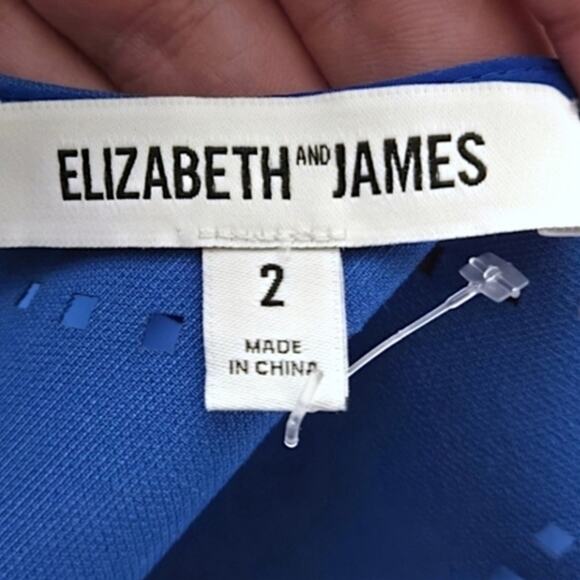 ELIZABETH AND JAMES
2
MADE
IN CHINA